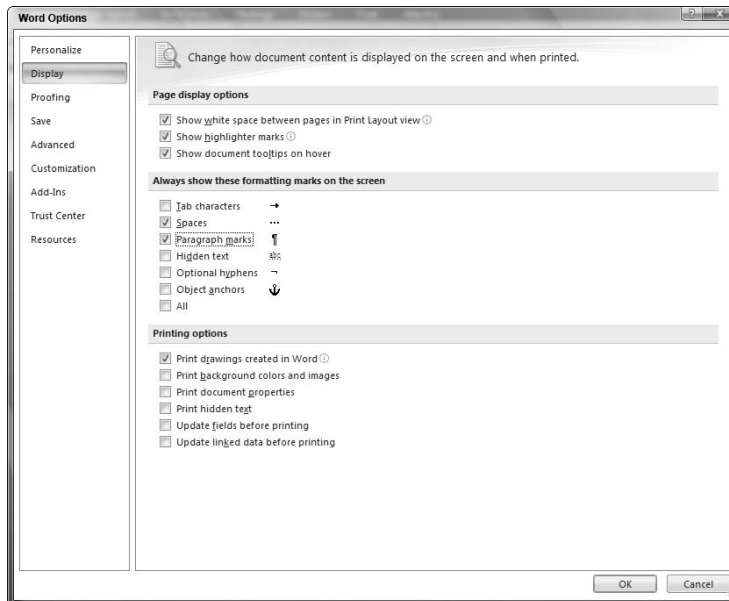 Word Options
Personalize
Display
Proofing
Save
Advanced
Customization
Add-Ins
Trust Center
Resources
Change how document content is displayed on the screen and when printed.
Page display options
Show white space between pages in Print Layout view
Show highlighter marks
Show document tooltips on hover
Always show these formatting marks on the screen
Tab characters →
Spaces ...
Paragraph marks ¶
Hidden text abc
Optional hyphens ¬
Object anchors
All
Printing options
Print drawings created in Word
Print background colors and images
Print document properties
Print hidden text
Update fields before printing
Update linked data before printing
OK Cancel